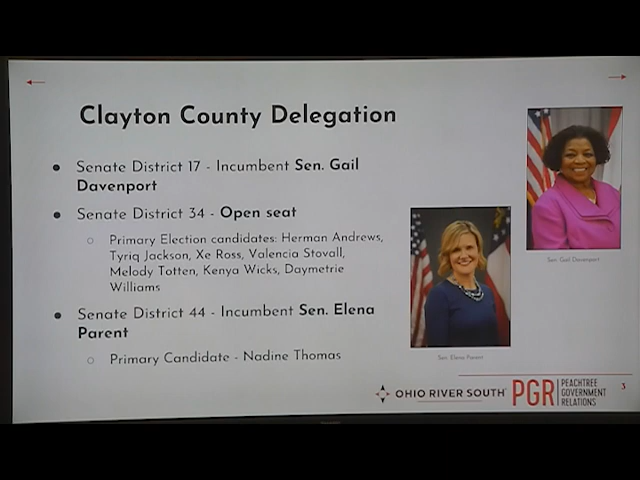 Clayton County Delegation
● Senate District 17 - Incumbent Sen. Gail
Davenport
● Senate District 34 - Open seat
○ Primary Election candidates: Herman Andrews,
Tyriq Jackson, Xe Ross, Valencia Stovall,
Melody Totten, Kenya Wicks, Daymetrie
Williams
● Senate District 44 - Incumbent Sen. Elena
Parent
○ Primary Candidate - Nadine Thomas
Sen. Gail Davenport
Sen. Elena Parent
OHIO RIVER SOUTH
PGR
PEACHTREE
GOVERNMENT
RELATIONS
3